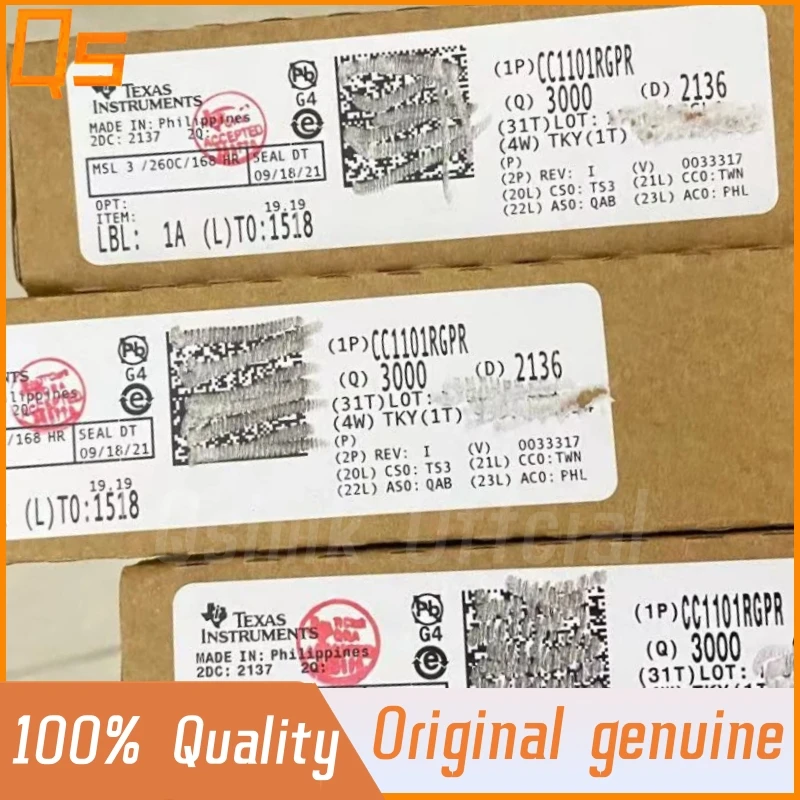 QS
TEXAS
INSTRUMENTS
MADE IN: Philippines
2DC: 2137 2Q:
ACCEPTED
MSL 3 /260C/168 HR
SEAL DT
09/18/21
OPT:
ITEM:
19.19
LBL: 1A (L)TO:1518
Pb
G4
e
(1P)CC1101RGPR
(Q) 3000
(D) 2136
(31T)LOT:
(4W) TKY(1T)
(P)
(2P) REV: I
(V) 0033317
(20L) CSO: TS3
(21L) CCO:TWN
(22L) ASO: QAB
(23L) ACO: PHL
/168 HR
SEAL DT
09/18/21
19.19
(L)TO:1518
Pb
G4
e
(1P)CC1101RGPR
(Q) 3000
(D) 2136
(31T)LOT:
(4W) TKY(1T)
(P)
(2P) REV: I
(V) 0033317
(20L) CSO: TS3
(21L) CCO:TWN
(22L) ASO: QAB
(23L) ACO: PHL
TEXAS
INSTRUMENTS
MADE IN: Philippines
2DC: 2137 2Q:
Pb
G4
e
(1P)CC1101RGPR
(Q) 3000
(31T)LOT:
100% Quality
Original genuine